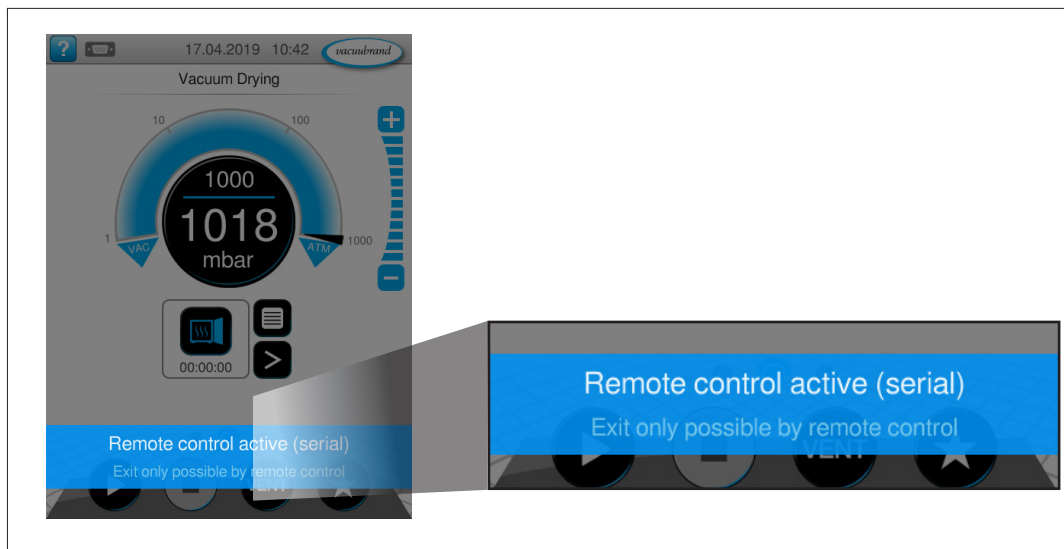 ?
17.04.2019 10:42
vacuubrand
Vacuum Drying
10
100
1
1000
VAC
ATM
1000
1018
mbar
00:00:00
Remote control active (serial)
Exit only possible by remote control
VENT
Remote control active (serial)
Exit only possible by remote control
VENT